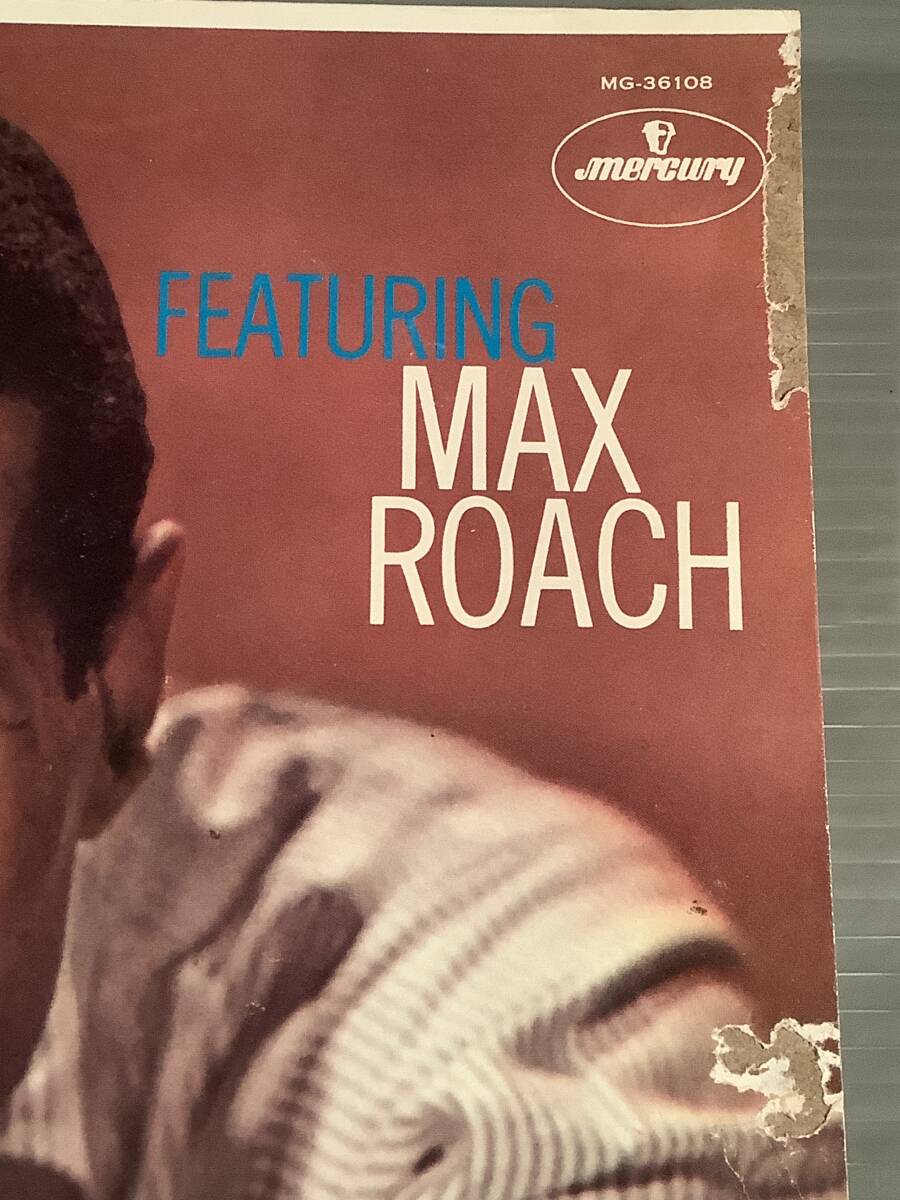 MG-36108
mercury
FEATURING
MAX
ROACH